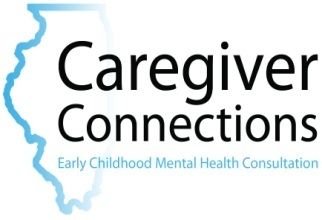 Caregiver
Connections
Early Childhood Mental Health Consultation